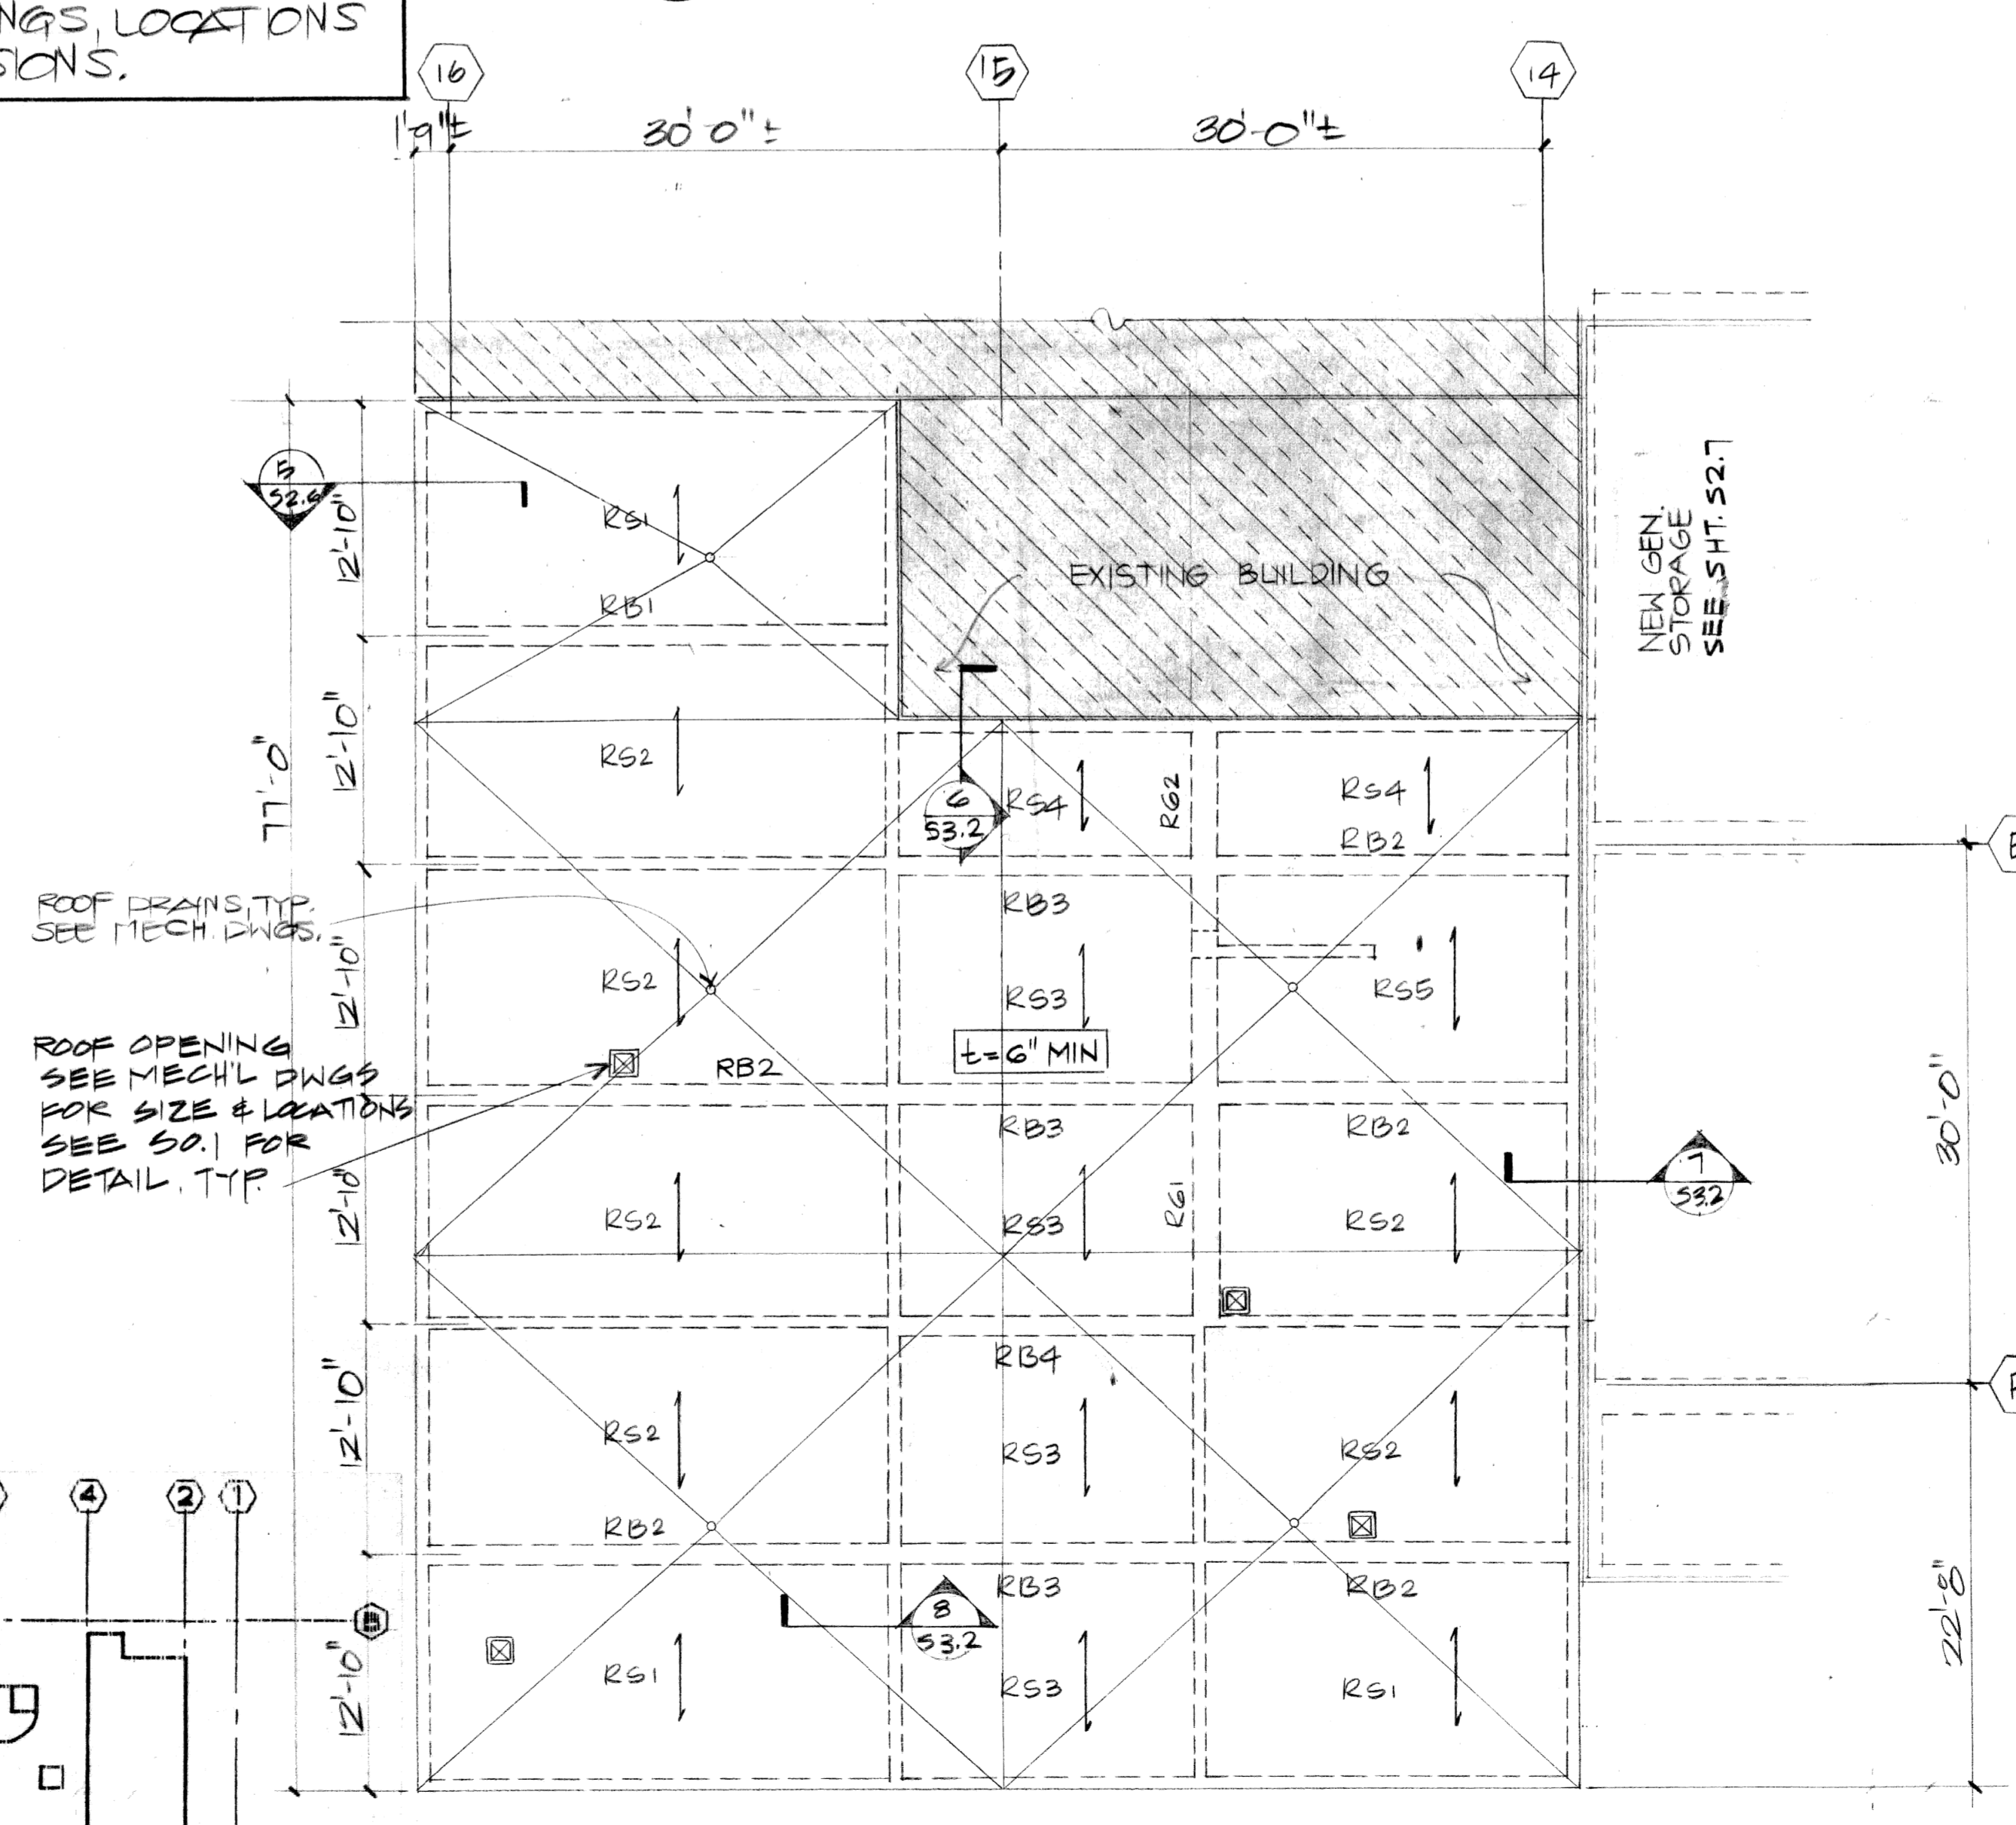 NGS, LOCATIONS
SIONS.
16
15
14
1'-9"±
30'-0"±
30'-0"±
5
S2.6
12'-10"
RS1
RB1
EXISTING BUILDING
NEW GEN.
STORAGE
SEE SHT. S2.7
77'-0"
12'-10"
RS2
6
S3.2
RS4
RG2
RS4
RB2
ROOF DRAINS, TYP.
SEE MECH. DWGS.
12'-10"
RB3
RS2
RS3
RS5
t=6" MIN
RB2
ROOF OPENING
SEE MECH'L DWGS
FOR SIZE & LOCATIONS
SEE S0.1 FOR
DETAIL. TYP.
RB3
RB2
30'-0"
7
S3.2
12'-10"
RS2
RS3
RG1
RS2
RB4
12'-10"
RS2
RS3
RS2
4
2
1
RB2
RB3
RB2
8
S3.2
22'-8"
12'-10"
RS1
RS3
RS1